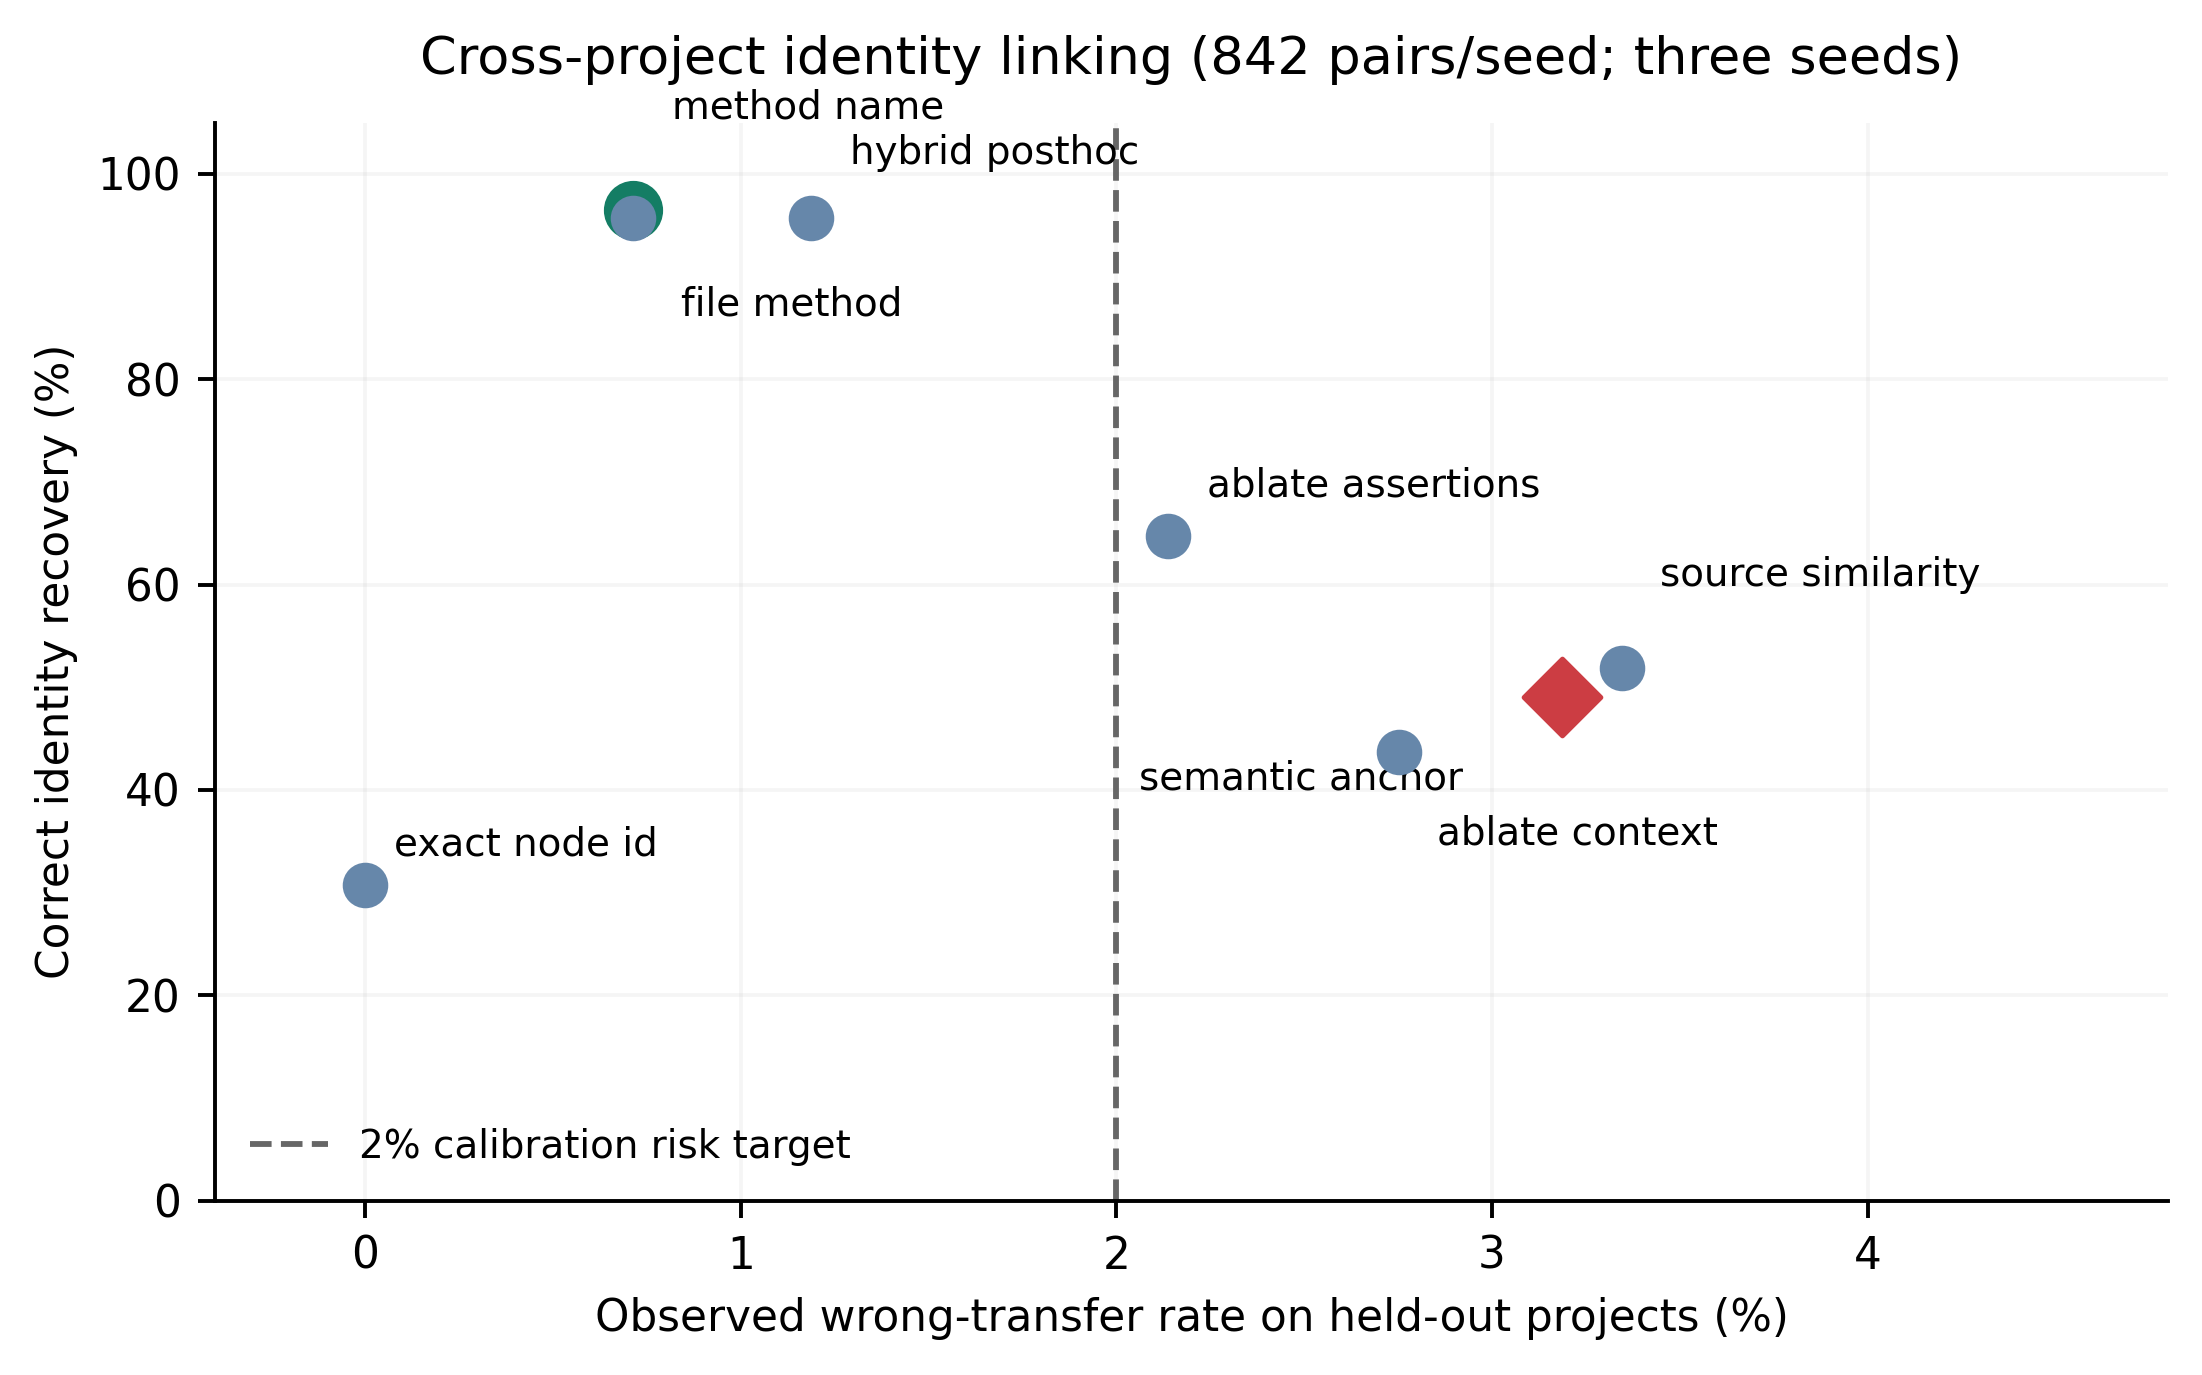 Cross-project identity linking (842 pairs/seed; three seeds)
method name
hybrid posthoc
file method
ablate assertions
source similarity
semantic anchor
ablate context
exact node id
2% calibration risk target
Correct identity recovery (%)
100
80
60
40
20
0
0 1 2 3 4
Observed wrong-transfer rate on held-out projects (%)